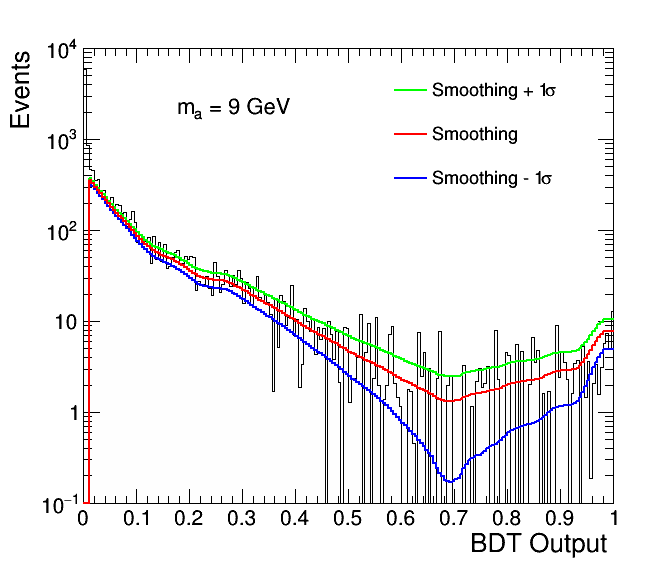 Events
10⁴
10³
10²
10
1
10⁻¹
mₐ = 9 GeV
Smoothing + 1σ
Smoothing
Smoothing - 1σ
0 0.1 0.2 0.3 0.4 0.5 0.6 0.7 0.8 0.9 1
BDT Output